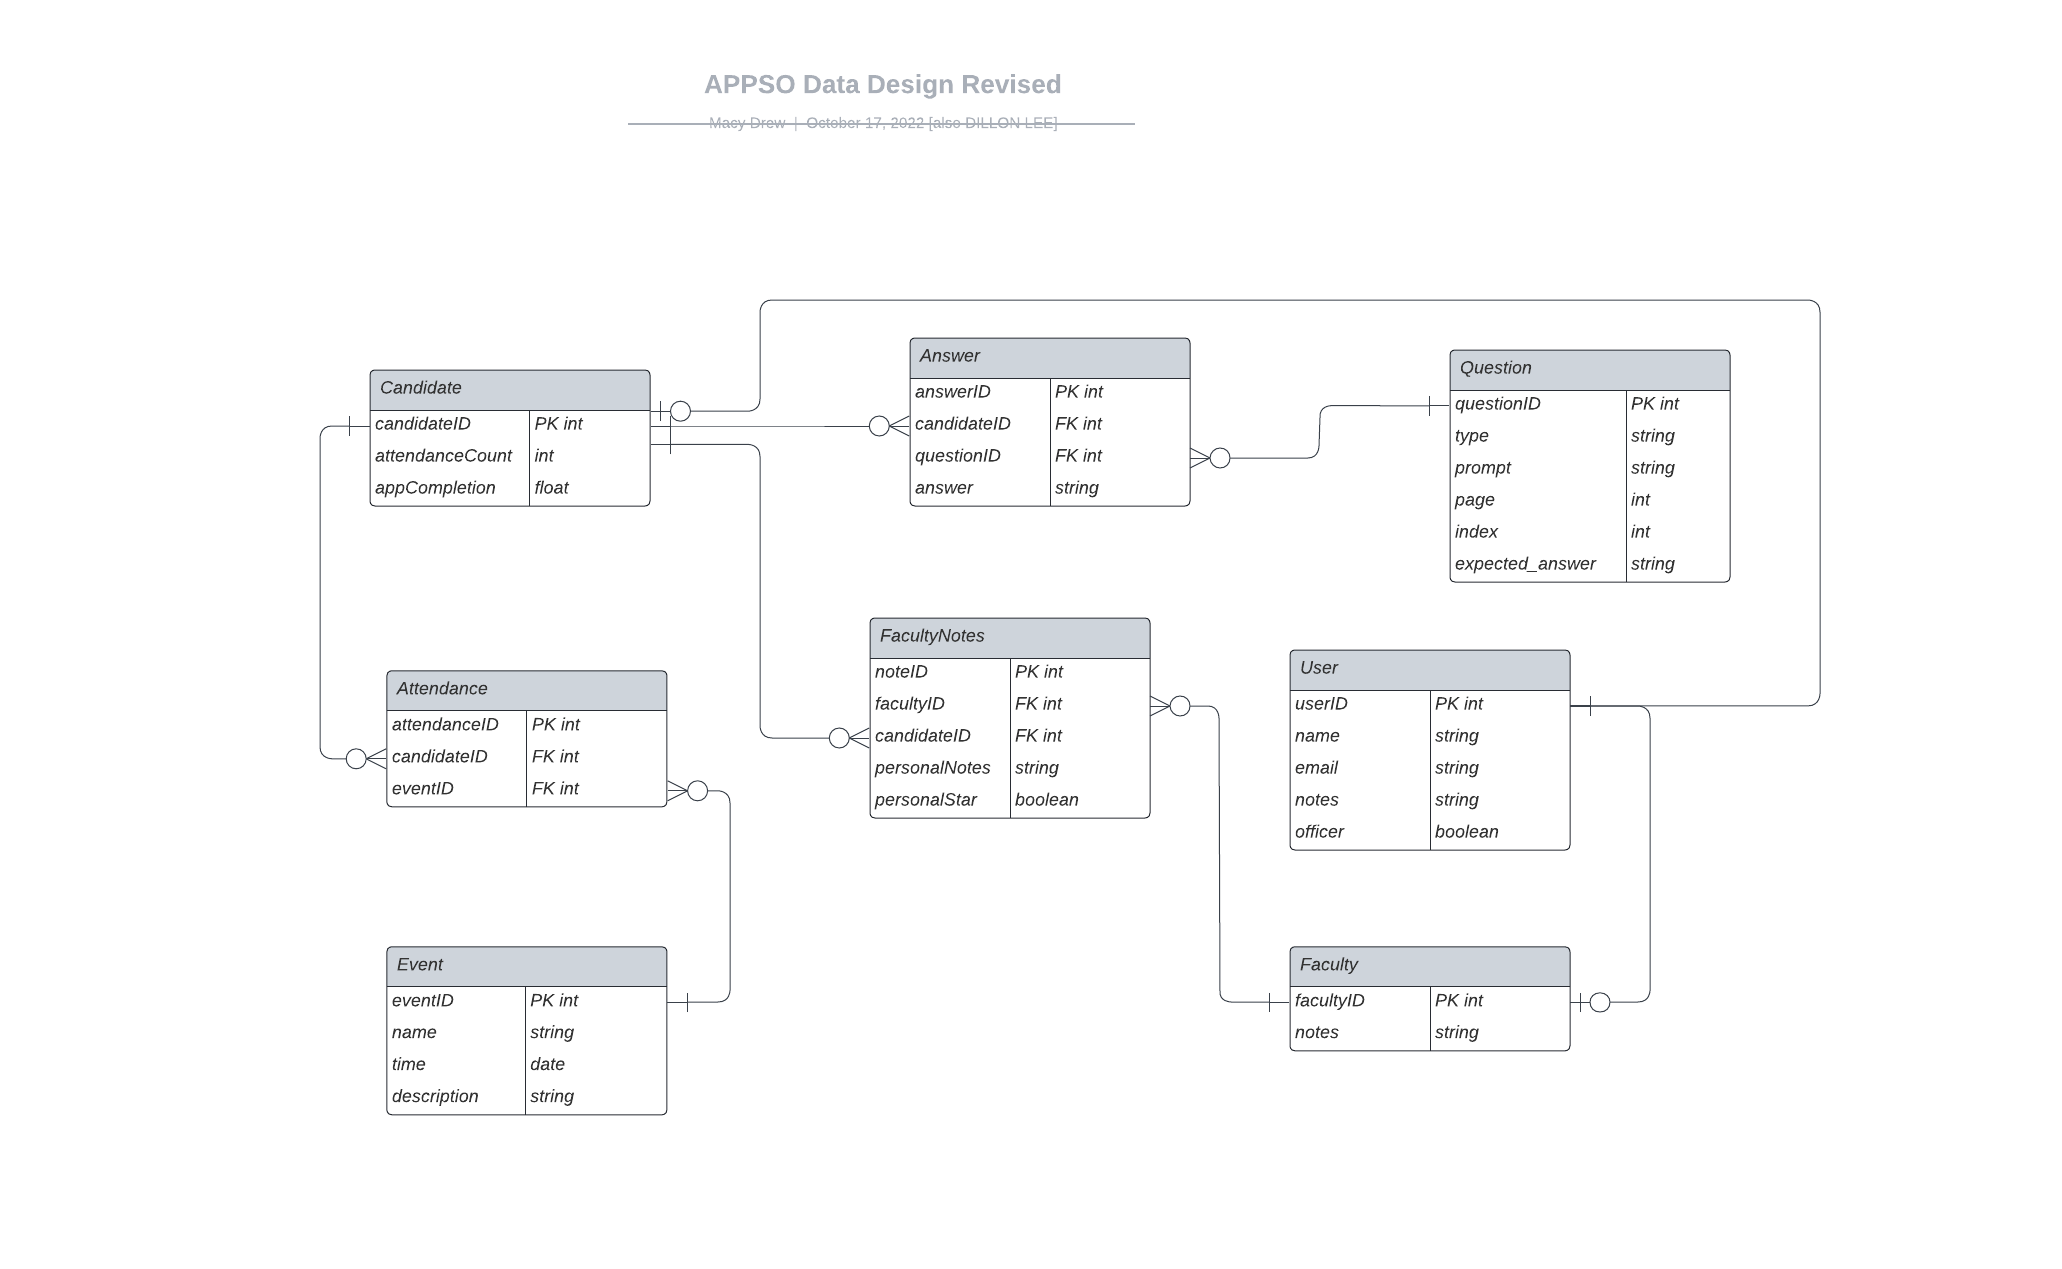 APPSO Data Design Revised
Macy Drew | October 17, 2022 [also DILLON LEE]
Candidate
candidateID PK int
attendanceCount int
appCompletion float
Answer
answerID PK int
candidateID FK int
questionID FK int
answer string
Question
questionID PK int
type string
prompt string
page int
index int
expected_answer string
Attendance
attendanceID PK int
candidateID FK int
eventID FK int
FacultyNotes
noteID PK int
facultyID FK int
candidateID FK int
personalNotes string
personalStar boolean
User
userID PK int
name string
email string
notes string
officer boolean
Event
eventID PK int
name string
time date
description string
Faculty
facultyID PK int
notes string